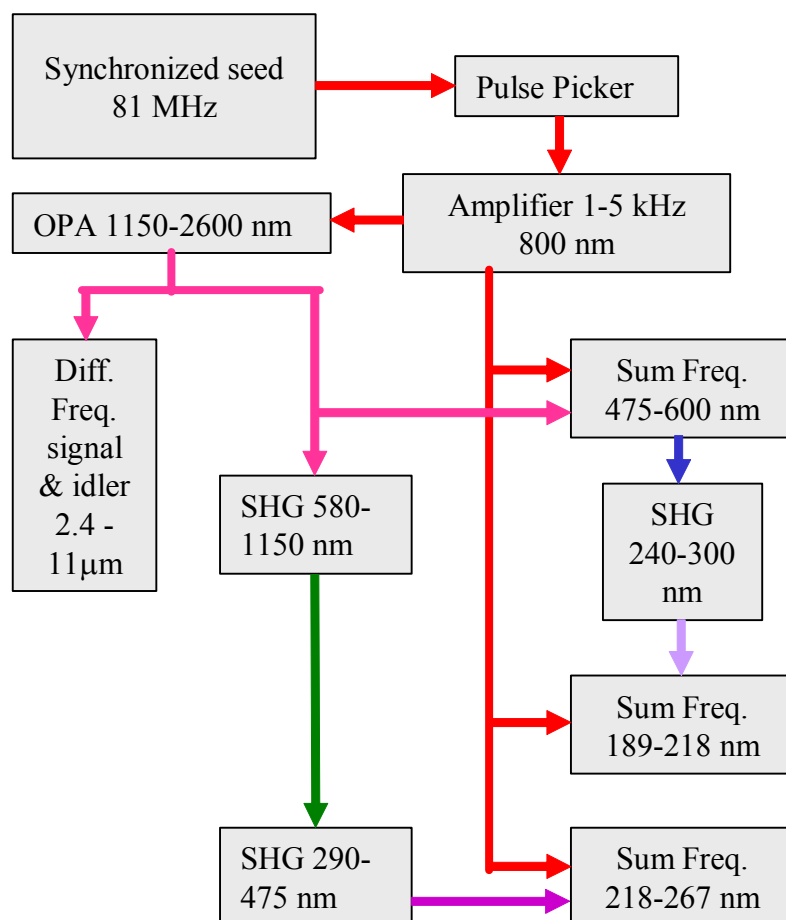 Synchronized seed
81 MHz
Pulse Picker
Amplifier 1-5 kHz
800 nm
OPA 1150-2600 nm
Diff.
Freq.
signal
& idler
2.4 -
11μm
Sum Freq.
475-600 nm
SHG 580-
1150 nm
SHG
240-300
nm
Sum Freq.
189-218 nm
SHG 290-
475 nm
Sum Freq.
218-267 nm